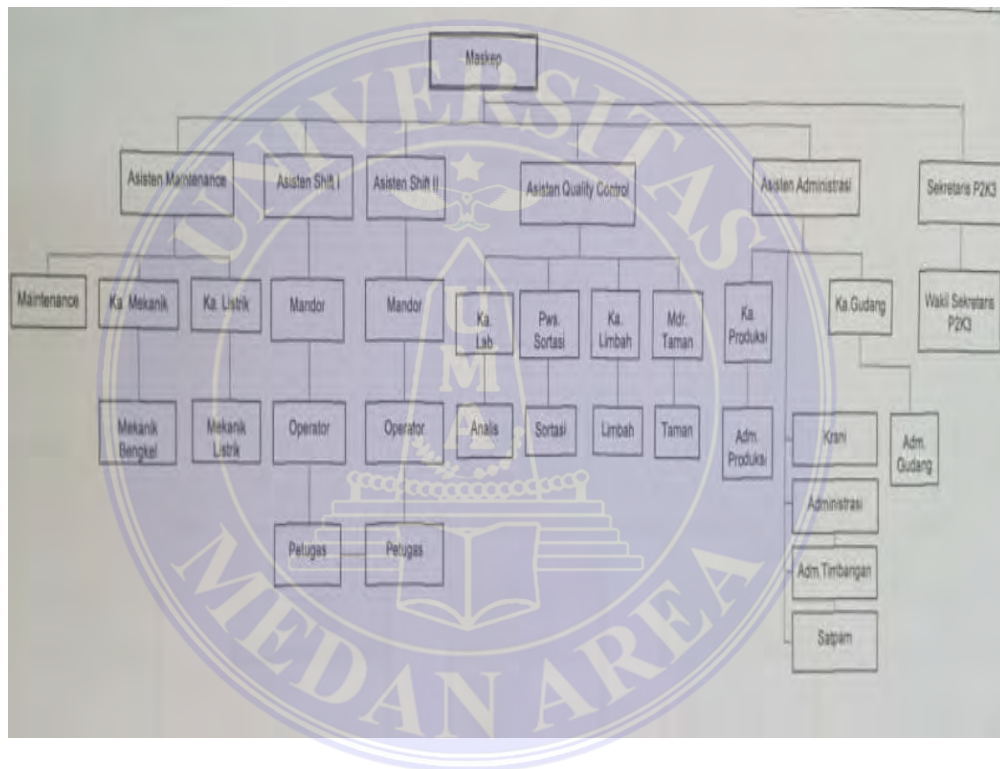 Maskep
Asisten Maintenance
Asisten Shift I
Asisten Shift II
Asisten Quality Control
Asisten Administrasi
Sekretaris P2K3
Maintenance
Ka. Mekanik
Ka. Listrik
Mandor
Mandor
Ka.
Lab
Pws.
Sortasi
Ka.
Limbah
Mdr.
Taman
Ka.
Produksi
Ka.Gudang
Wakil Sekretaris
P2K3
Mekanik
Bengkel
Mekanik
Listrik
Operator
Operator
Analis
Sortasi
Limbah
Taman
Adm.
Produksi
Krani
Adm.
Gudang
Administrasi
Petugas
Petugas
Adm.Timbangan
Satpam
UNIVERSITAS
UMA
MEDAN AREA